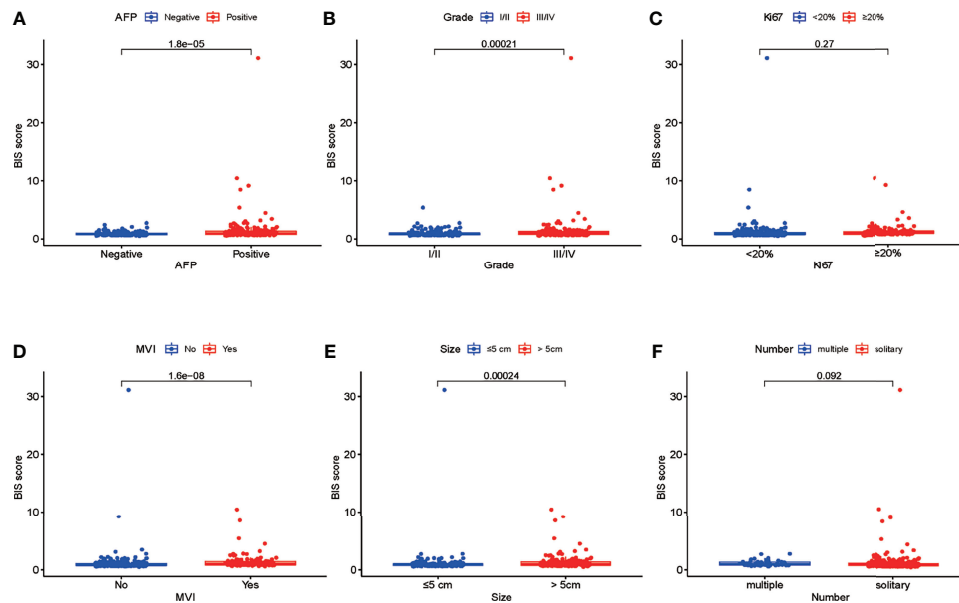 A AFP Negative Positive
1.8e-05
30
20
10
0
BIS score
Negative Positive
AFP
B Grade I/II III/IV
0.00021
30
20
10
0
BIS score
I/II III/IV
Grade
C Ki67 <20% ≥20%
0.27
30
20
10
0
BIS score
<20% ≥20%
Ki67
D MVI No Yes
1.6e-08
30
20
10
0
BIS score
No Yes
MVI
E Size ≤5 cm > 5cm
0.00024
30
20
10
0
BIS score
≤5 cm > 5cm
Size
F Number multiple solitary
0.092
30
20
10
0
BIS score
multiple solitary
Number